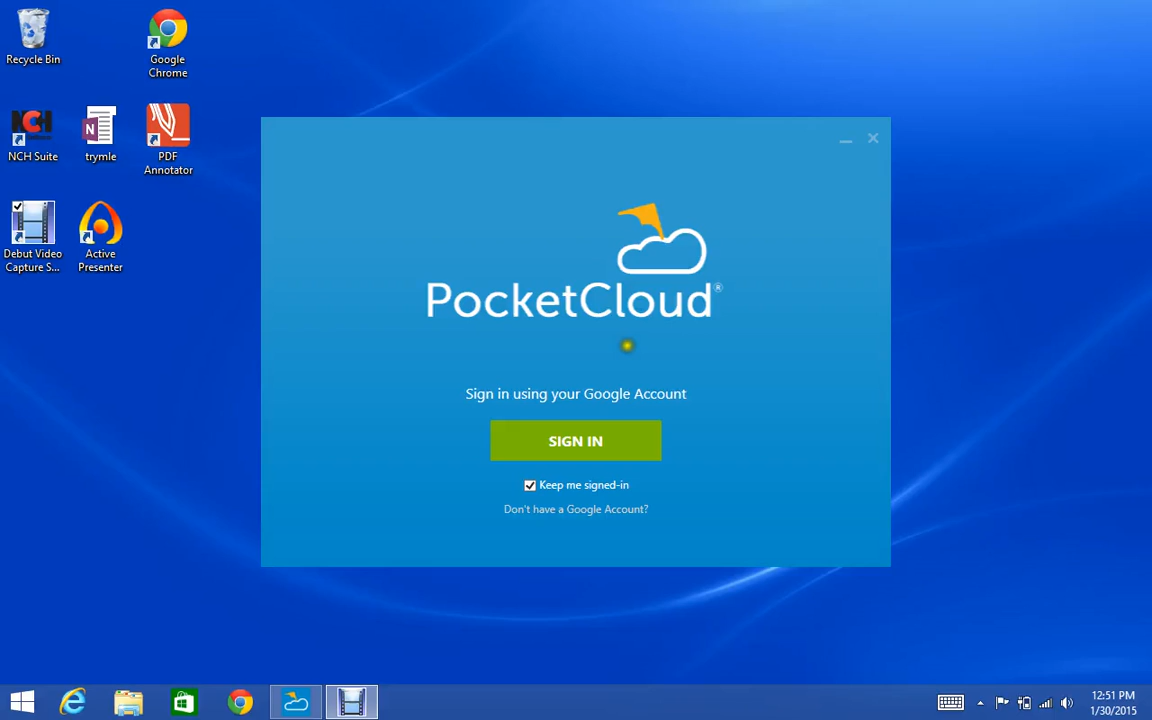 Recycle Bin
Google
Chrome
NCH
NCH Suite
N
trymle
PDF
Annotator
Debut Video
Capture S...
Active
Presenter
PocketCloud®
Sign in using your Google Account
SIGN IN
Keep me signed-in
Don't have a Google Account?
12:51 PM
1/30/2015